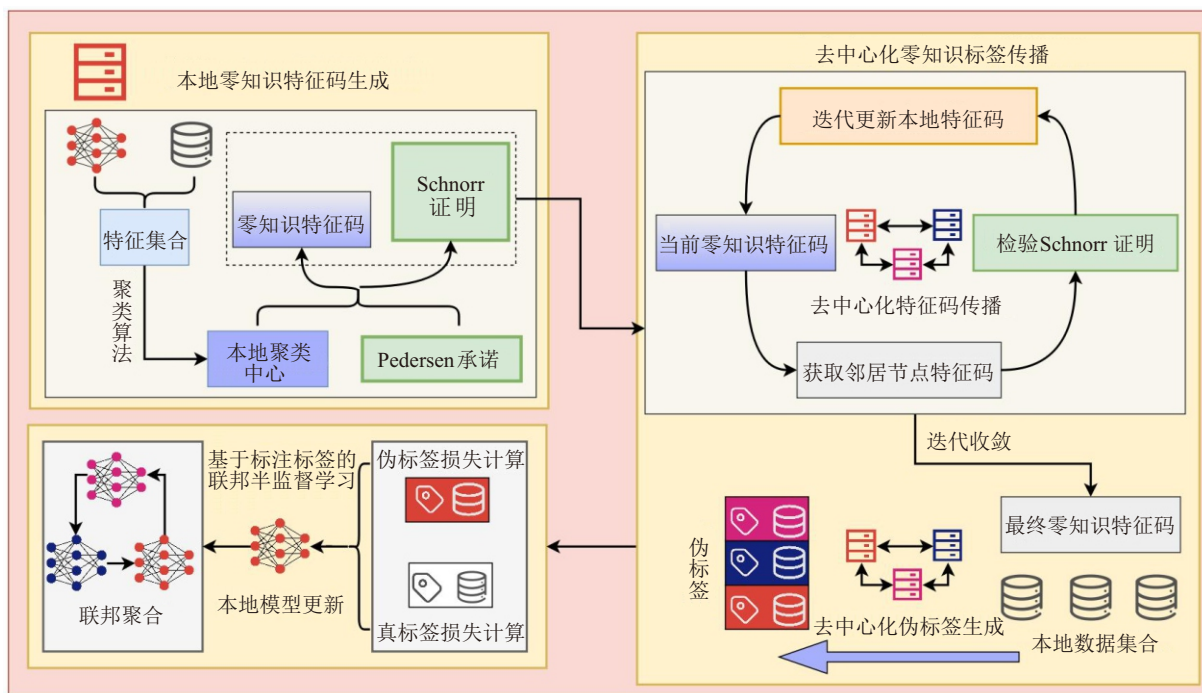 本地零知识特征码生成
Schnorr
证明
零知识特征码
特征集合
聚类算法
本地聚类
中心
Pedersen承诺
去中心化零知识标签传播
迭代更新本地特征码
当前零知识特征码
检验Schnorr 证明
去中心化特征码传播
获取邻居节点特征码
迭代收敛
最终零知识特征码
伪标签
去中心化伪标签生成
本地数据集合
基于标注标签的
联邦半监督学习
伪标签损失计算
本地模型更新
真标签损失计算
联邦聚合